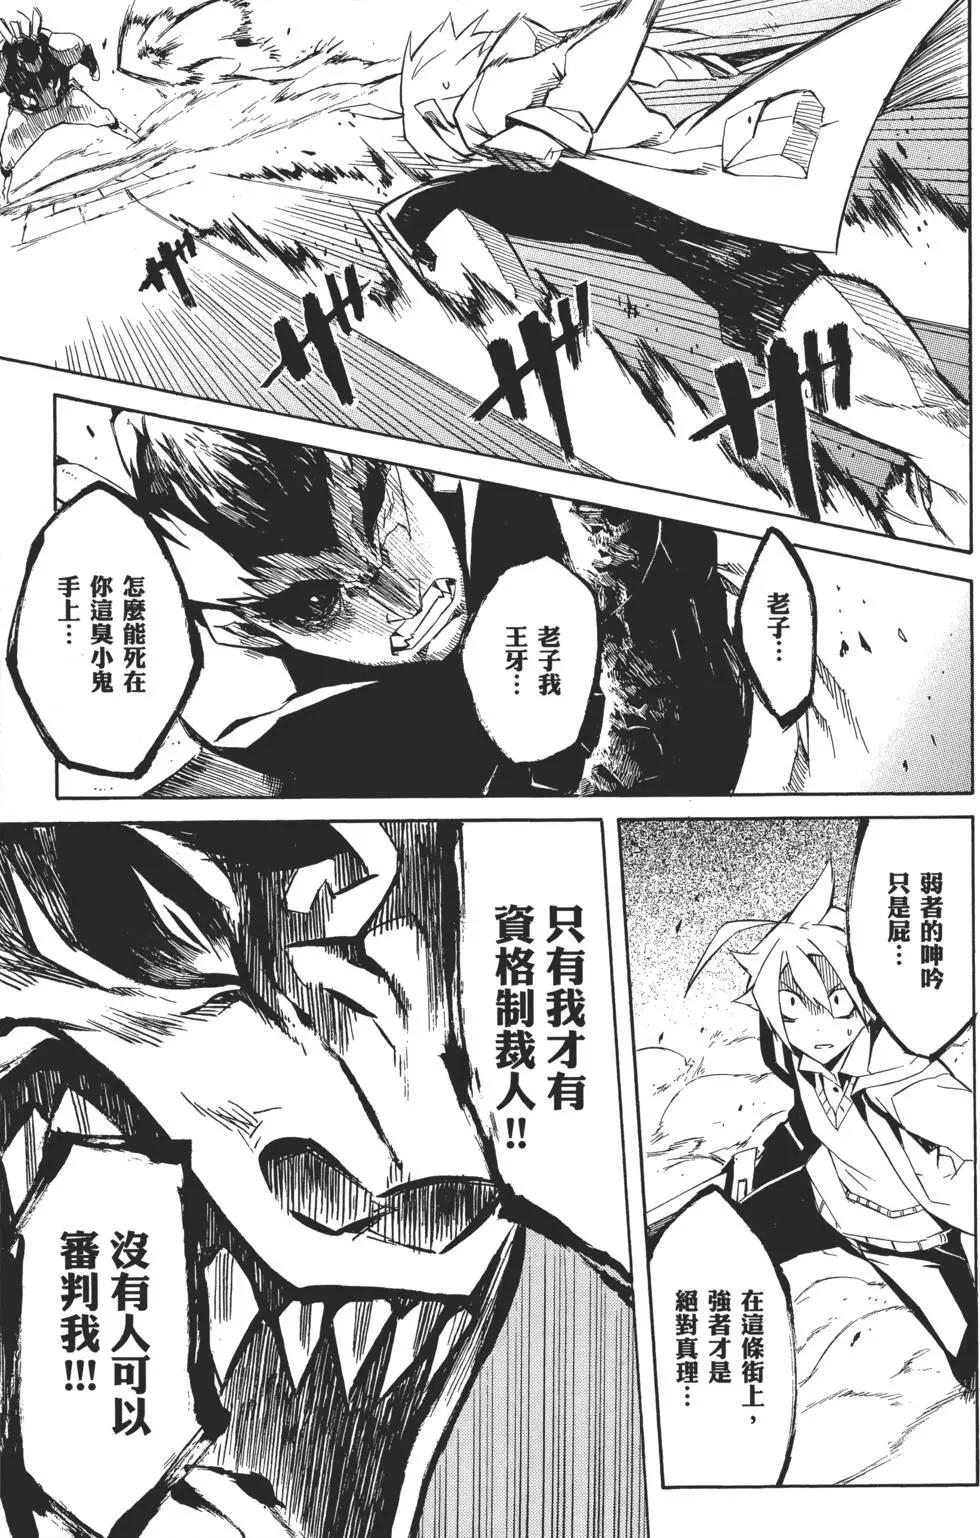 ザザ
ザ
ザ
ザ
老子…
老子我
王牙…
怎麼能死在
你這臭小鬼
手上…
弱者的呻吟
只是屁…
在這條街上，
強者才是
絕對真理…
只有我才有
資格制裁人!!
沒有人可以
審判我!!!